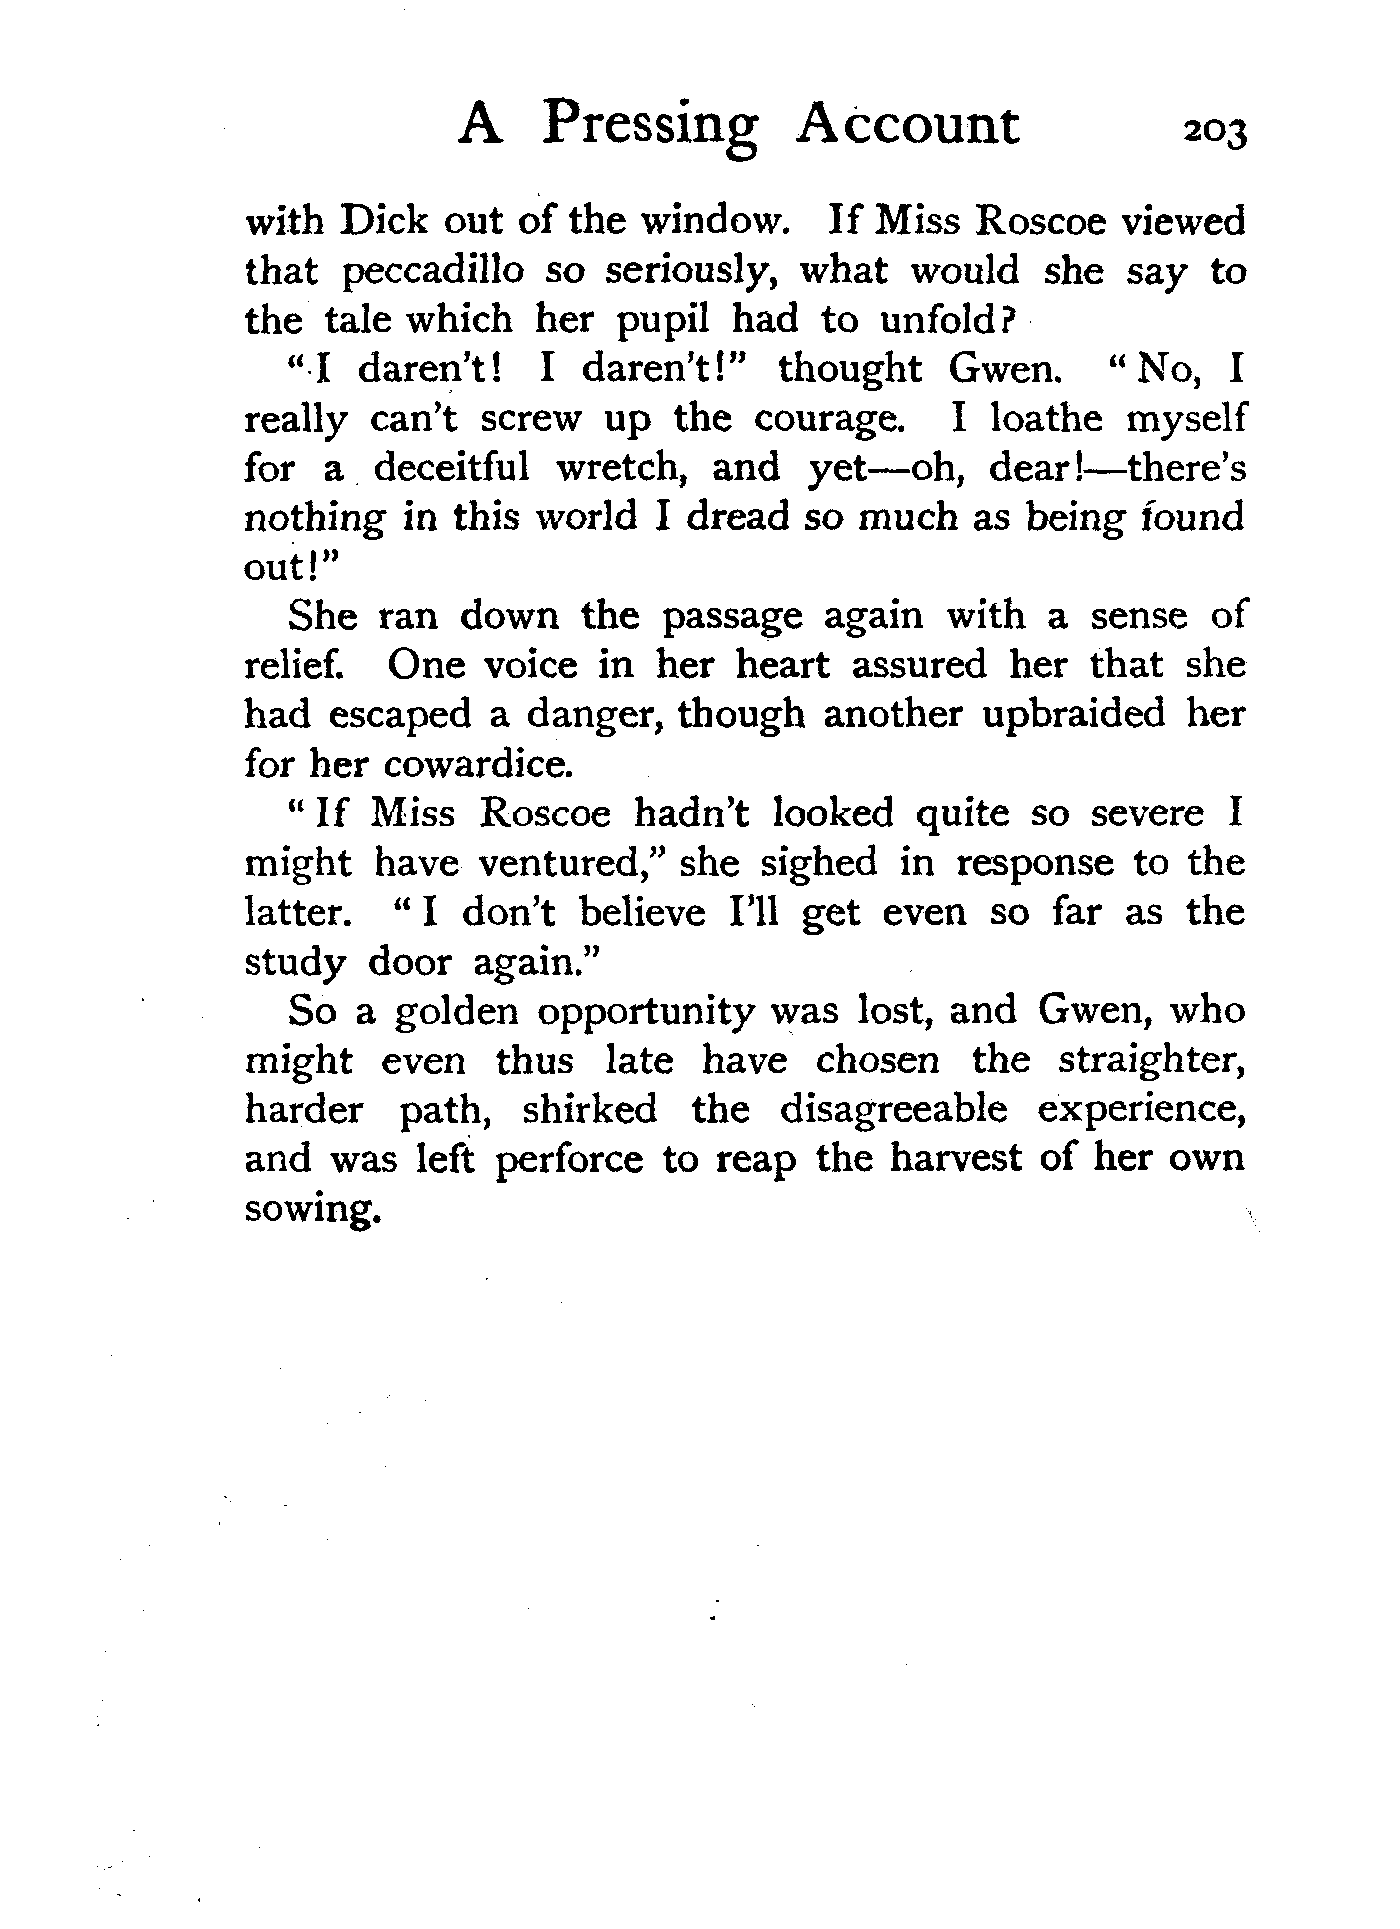 A Pressing Account 203
with Dick out of the window. If Miss Roscoe viewed
that peccadillo so seriously, what would she say to
the tale which her pupil had to unfold?
“I daren't! I daren't!” thought Gwen. “No, I
really can't screw up the courage. I loathe myself
for a deceitful wretch, and yet—oh, dear!—there's
nothing in this world I dread so much as being found
out!”
She ran down the passage again with a sense of
relief. One voice in her heart assured her that she
had escaped a danger, though another upbraided her
for her cowardice.
“If Miss Roscoe hadn't looked quite so severe I
might have ventured,” she sighed in response to the
latter. “I don't believe I'll get even so far as the
study door again.”
So a golden opportunity was lost, and Gwen, who
might even thus late have chosen the straighter,
harder path, shirked the disagreeable experience,
and was left perforce to reap the harvest of her own
sowing.